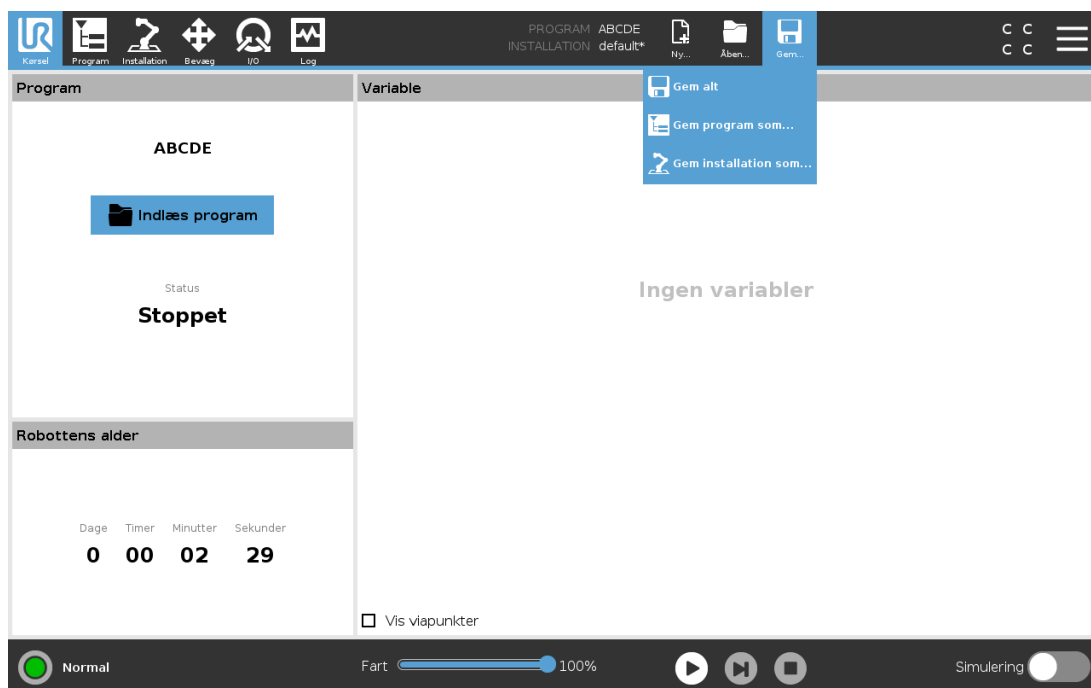 PROGRAM ABCDE
INSTALLATION default*
C C
C C
Kørsel Program Installation Bevæg I/O Log
Ny... Åben... Gem...
Gem alt
Gem program som...
Gem installation som...
Program
Variable
ABCDE
Indlæs program
Status
Stoppet
Ingen variabler
Robottens alder
Dage Timer Minutter Sekunder
0 00 02 29
Vis viapunkter
Normal
Fart 100%
Simulering